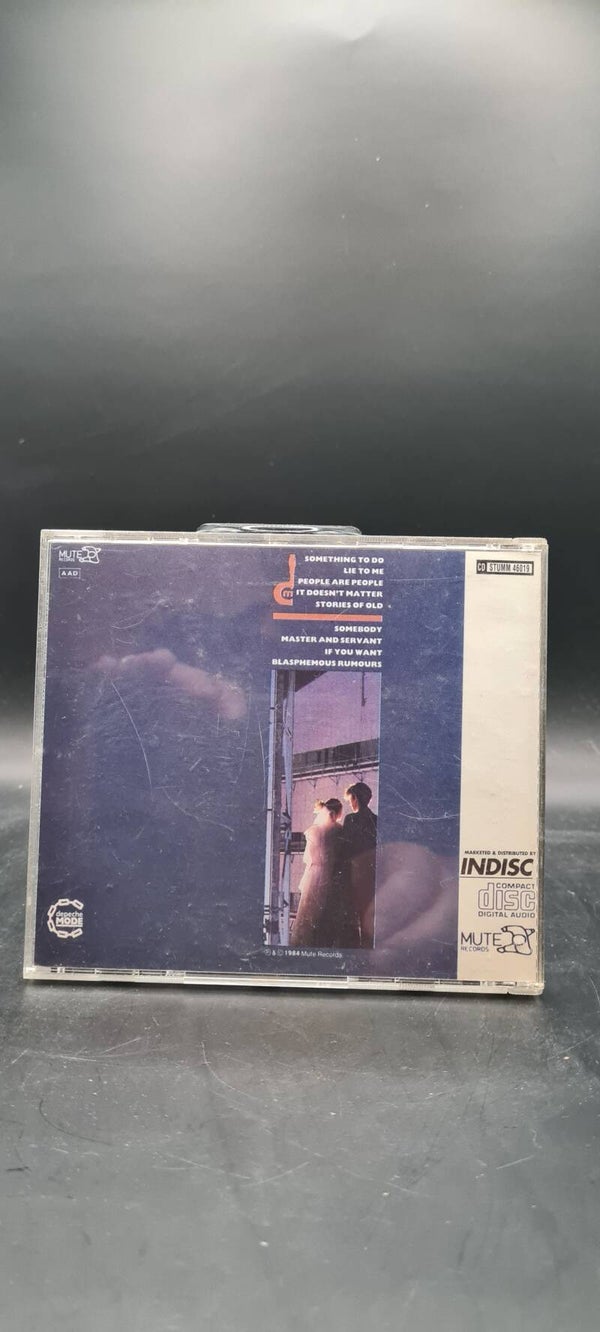 MUTE
RECORDS
AAD
SOMETHING TO DO
LIE TO ME
PEOPLE ARE PEOPLE
IT DOESN'T MATTER
STORIES OF OLD
dm
SOMEBODY
MASTER AND SERVANT
IF YOU WANT
BLASPHEMOUS RUMOURS
CD STUMM 46019
MARKETED & DISTRIBUTED BY
INDISC
COMPACT
disc
DIGITAL AUDIO
MUTE
RECORDS
depeche
MODE
℗ & © 1984 Mute Records